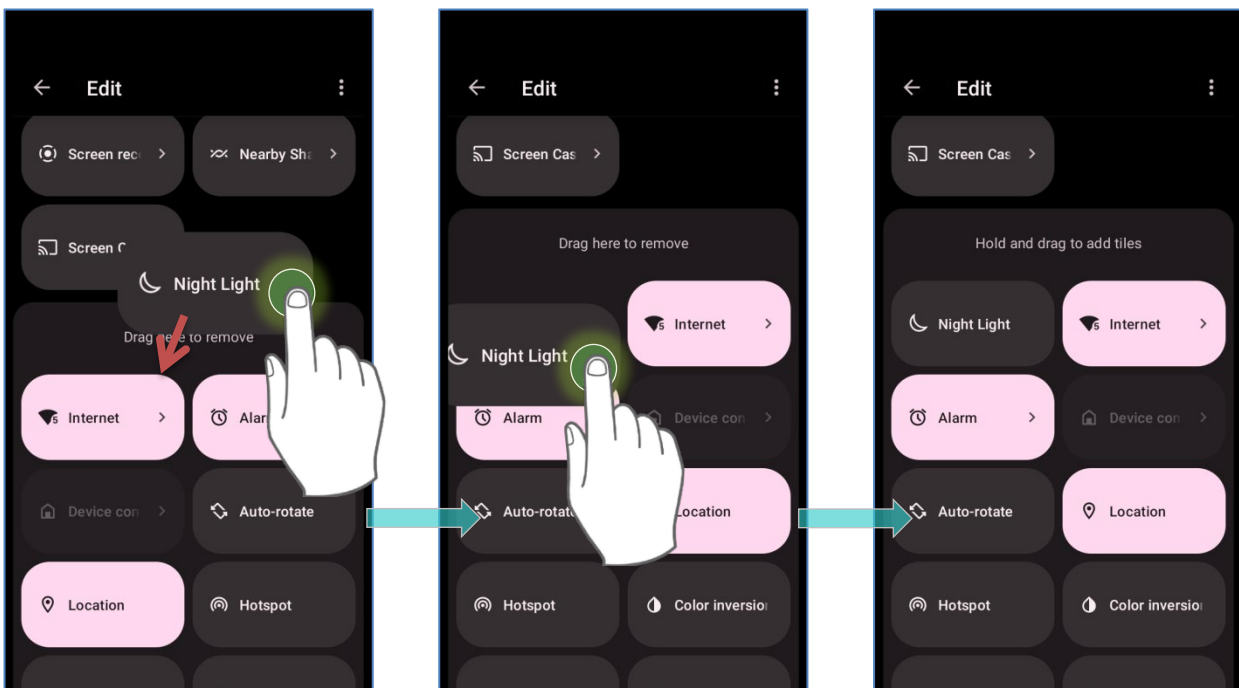 Edit
Screen rec
Nearby Sha
Screen C
Night Light
Drag here to remove
5 Internet
Alar
Device con
Auto-rotate
Location
Hotspot
Edit
Screen Cas
Drag here to remove
Night Light
5 Internet
Alarm
Device con
Auto-rotate
Location
Hotspot
Color inversio
Edit
Screen Cas
Hold and drag to add tiles
Night Light
5 Internet
Alarm
Device con
Auto-rotate
Location
Hotspot
Color inversio